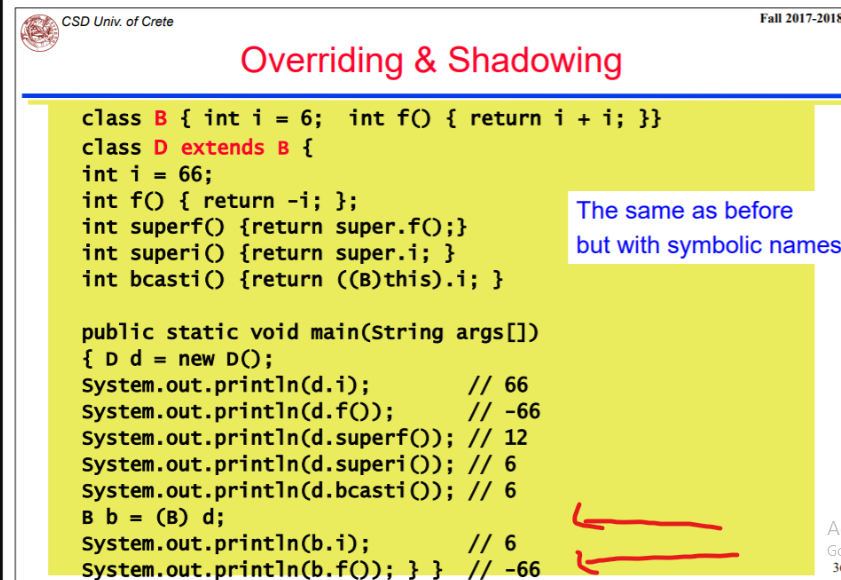 CSD Univ. of Crete
Fall 2017-2018
Overriding & Shadowing
class B { int i = 6;  int f() { return i + i; }}
class D extends B {
int i = 66;
int f() { return -i; };
int superf() {return super.f();}
int superi() {return super.i; }
int bcasti() {return ((B)this).i; }
The same as before
but with symbolic names
public static void main(String args[])
{ D d = new D();
System.out.println(d.i);         // 66
System.out.println(d.f());       // -66
System.out.println(d.superf()); // 12
System.out.println(d.superi()); // 6
System.out.println(d.bcasti()); // 6
B b = (B) d;
System.out.println(b.i);         // 6
System.out.println(b.f()); } }  // -66